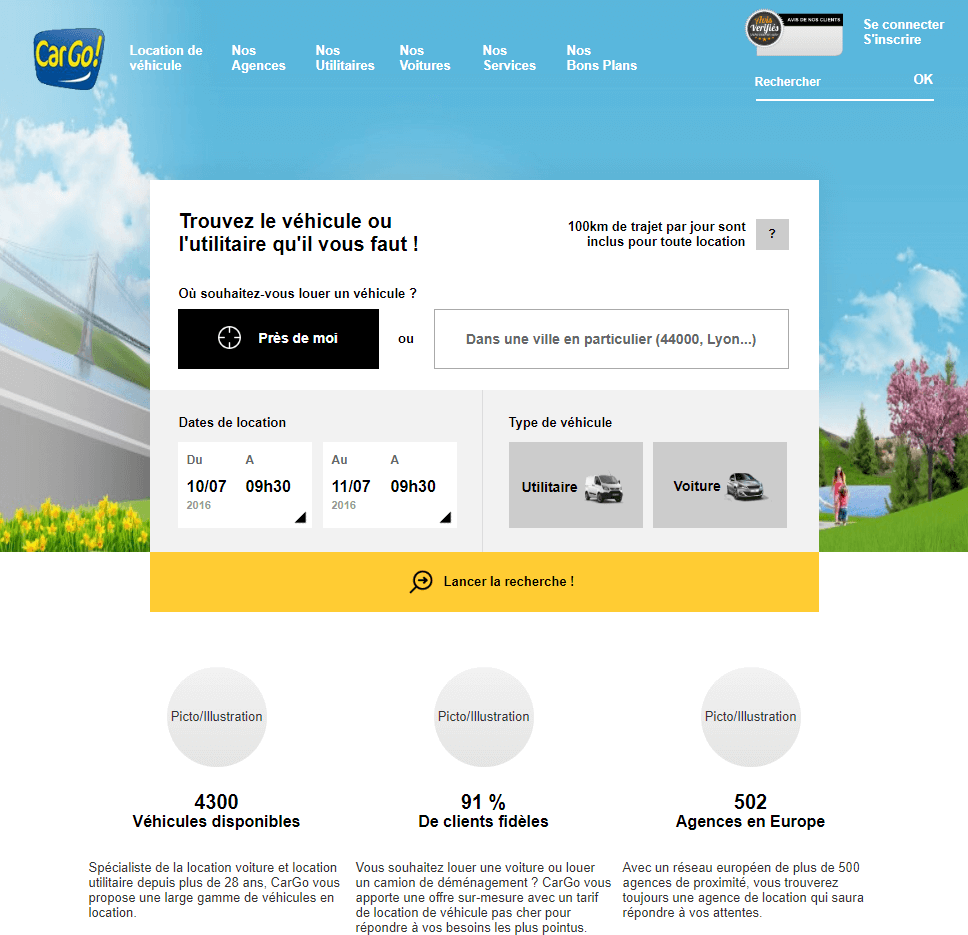 CarGo!
Location de
véhicule
Nos
Agences
Nos
Utilitaires
Nos
Voitures
Nos
Services
Nos
Bons Plans
Avis
Vérifiés
AVIS DE NOS CLIENTS
Se connecter
S'inscrire
Rechercher
OK
Trouvez le véhicule ou
l'utilitaire qu'il vous faut !
100km de trajet par jour sont
inclus pour toute location
?
Où souhaitez-vous louer un véhicule ?
Près de moi
ou
Dans une ville en particulier (44000, Lyon...)
Dates de location
Du A
10/07 09h30
2016
Au A
11/07 09h30
2016
Type de véhicule
Utilitaire
Voiture
Lancer la recherche !
Picto/Illustration
Picto/Illustration
Picto/Illustration
4300
Véhicules disponibles
91 %
De clients fidèles
502
Agences en Europe
Spécialiste de la location voiture et location
utilitaire depuis plus de 28 ans, CarGo vous
propose une large gamme de véhicules en
location.
Vous souhaitez louer une voiture ou louer
un camion de déménagement ? CarGo vous
apporte une offre sur-mesure avec un tarif
de location de véhicule pas cher pour
répondre à vos besoins les plus pointus.
Avec un réseau européen de plus de 500
agences de proximité, vous trouverez
toujours une agence de location qui saura
répondre à vos attentes.